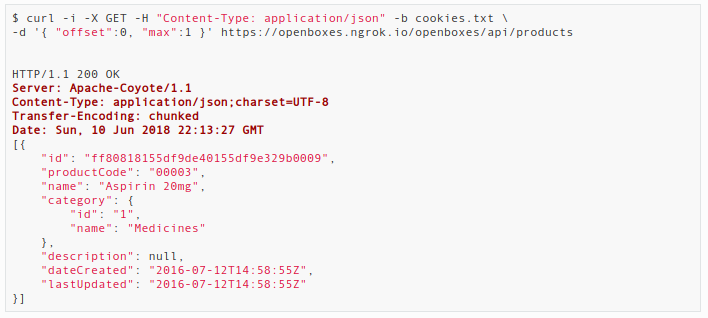 $ curl -i -X GET -H "Content-Type: application/json" -b cookies.txt \
-d '{ "offset":0, "max":1 }' https://openboxes.ngrok.io/openboxes/api/products
HTTP/1.1 200 OK
Server: Apache-Coyote/1.1
Content-Type: application/json;charset=UTF-8
Transfer-Encoding: chunked
Date: Sun, 10 Jun 2018 22:13:27 GMT
[{
    "id": "ff80818155df9de40155df9e329b0009",
    "productCode": "00003",
    "name": "Aspirin 20mg",
    "category": {
        "id": "1",
        "name": "Medicines"
    },
    "description": null,
    "dateCreated": "2016-07-12T14:58:55Z",
    "lastUpdated": "2016-07-12T14:58:55Z"
}]